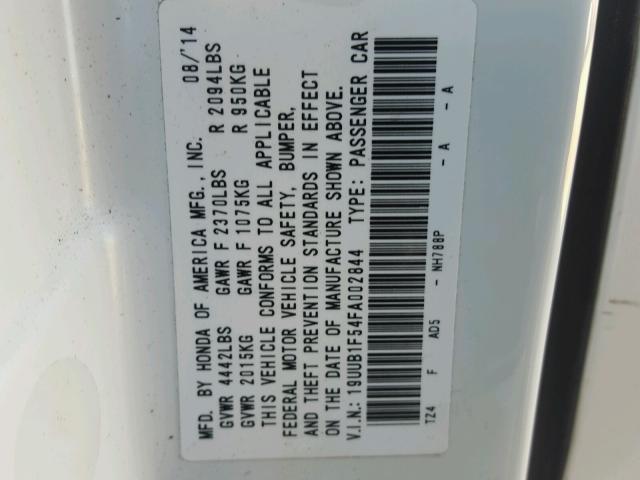 MFD. BY HONDA OF AMERICA MFG., INC. 08/'14
GVWR 4442LBS GAWR F 2370LBS R 2094LBS
GVWR 2015KG GAWR F 1075KG R 950KG
THIS VEHICLE CONFORMS TO ALL APPLICABLE
FEDERAL MOTOR VEHICLE SAFETY, BUMPER,
AND THEFT PREVENTION STANDARDS IN EFFECT
ON THE DATE OF MANUFACTURE SHOWN ABOVE.
V.I.N.: 19UUB1F54FA002844 TYPE: PASSENGER CAR
TZ4 F AD5 - NH788P - A - A